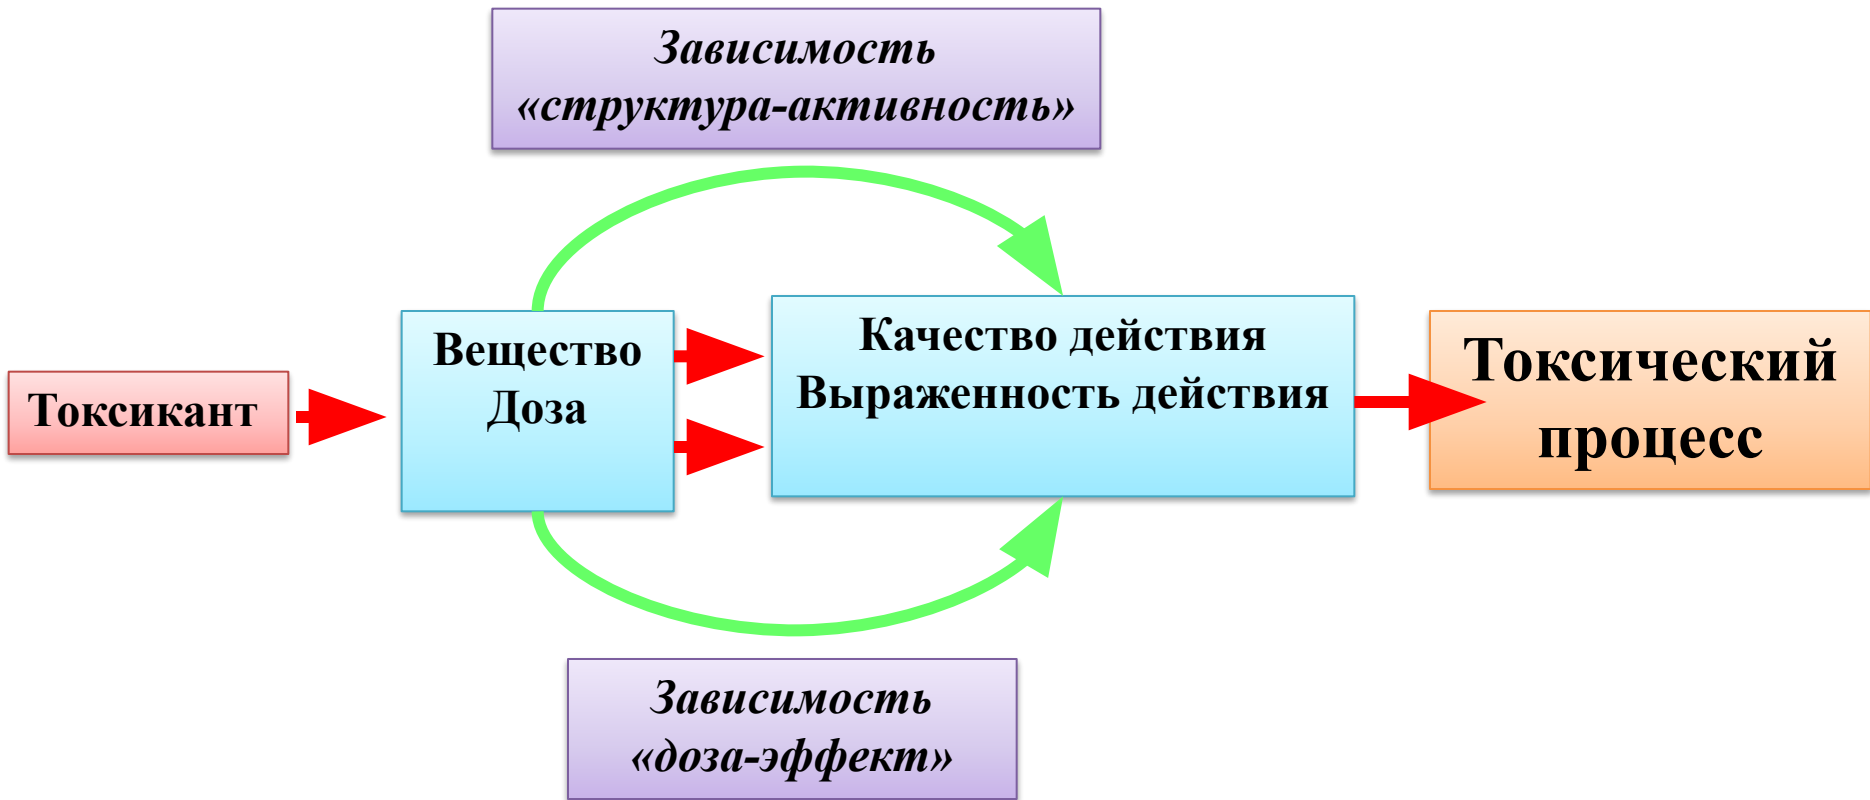 Зависимость
«структура-активность»
Токсикант
Вещество
Доза
Качество действия
Выраженность действия
Токсический
процесс
Зависимость
«доза-эффект»